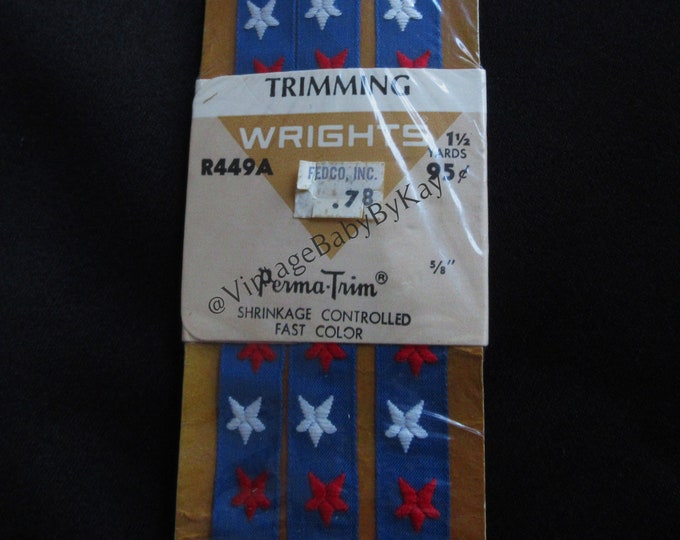 TRIMMING
WRIGHTS
1½
YARDS
R449A
FEDCO, INC.
.78
95¢
@VintageBabyByKay
5/8"
Perma-Trim®
SHRINKAGE CONTROLLED
FAST COLOR